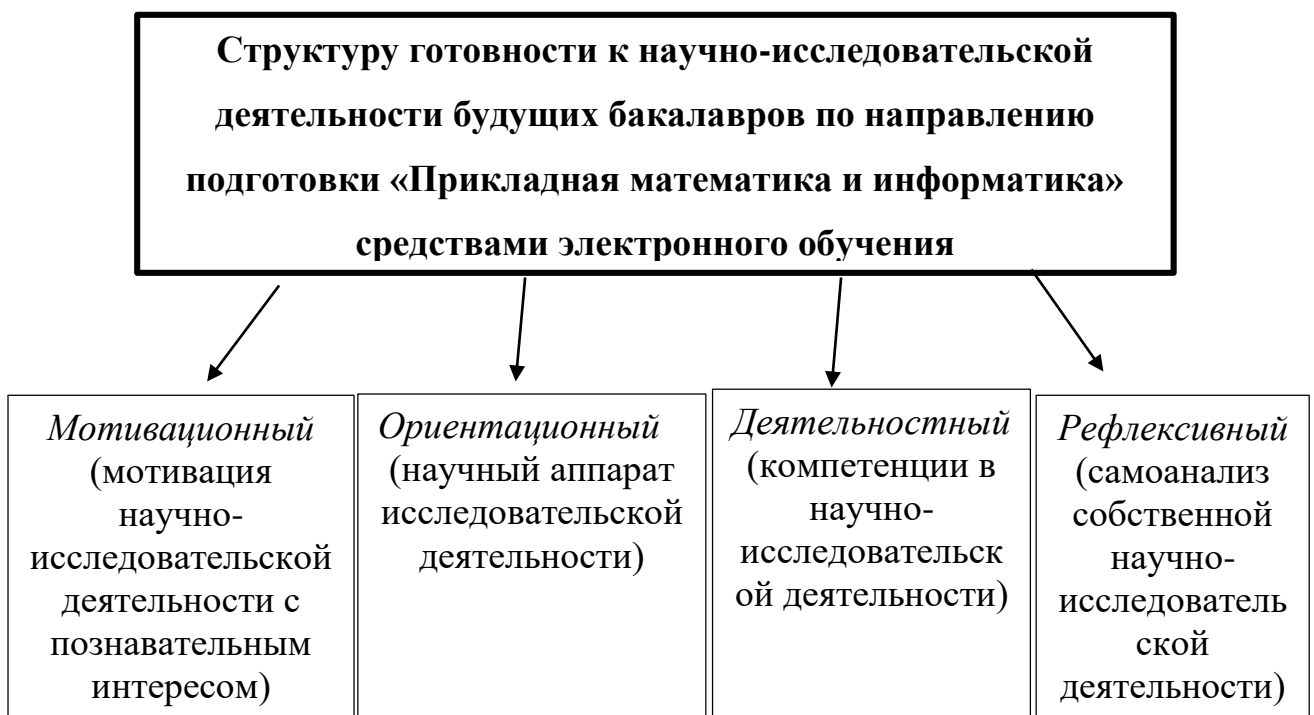 Структуру готовности к научно-исследовательской
деятельности будущих бакалавров по направлению
подготовки «Прикладная математика и информатика»
средствами электронного обучения
Мотивационный
(мотивация
научно-
исследовательской
деятельности с
познавательным
интересом)
Ориентационный
(научный аппарат
исследовательской
деятельности)
Деятельностный
(компетенции в
научно-
исследовательск
ой деятельности)
Рефлексивный
(самоанализ
собственной
научно-
исследователь
ской
деятельности)